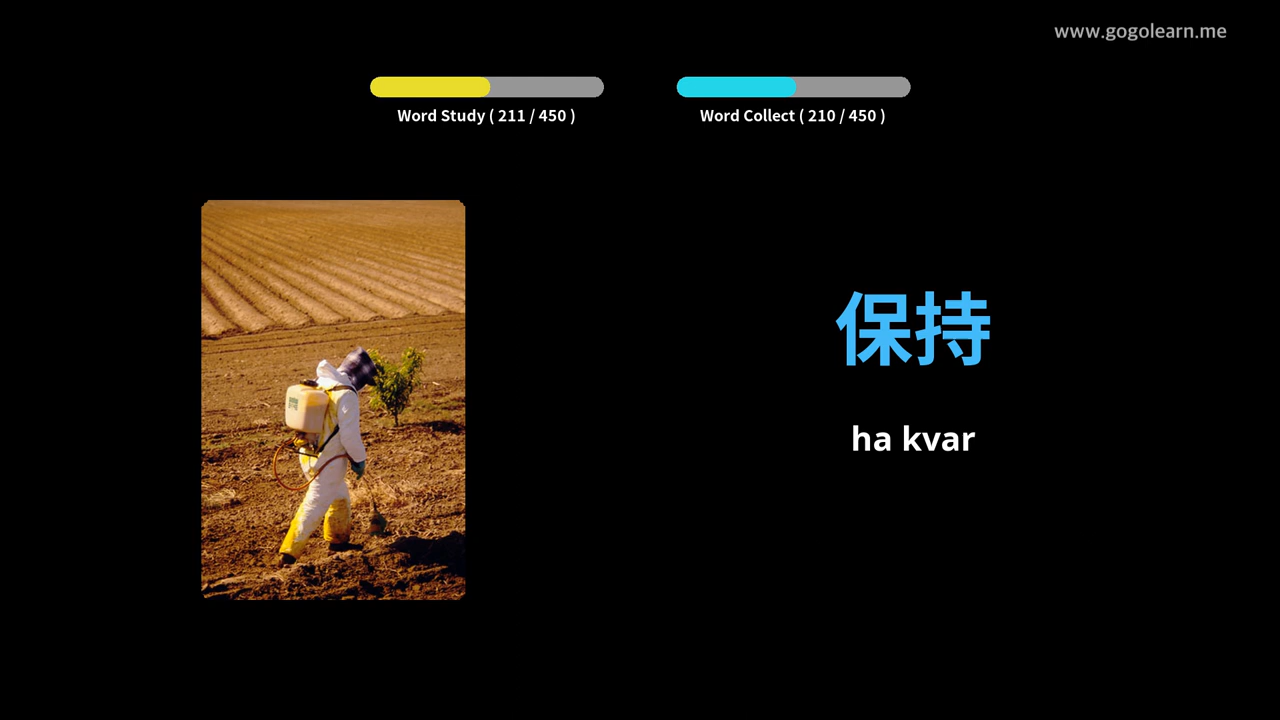 www.gogolearn.me
Word Study ( 211 / 450 )
Word Collect ( 210 / 450 )
保持
ha kvar